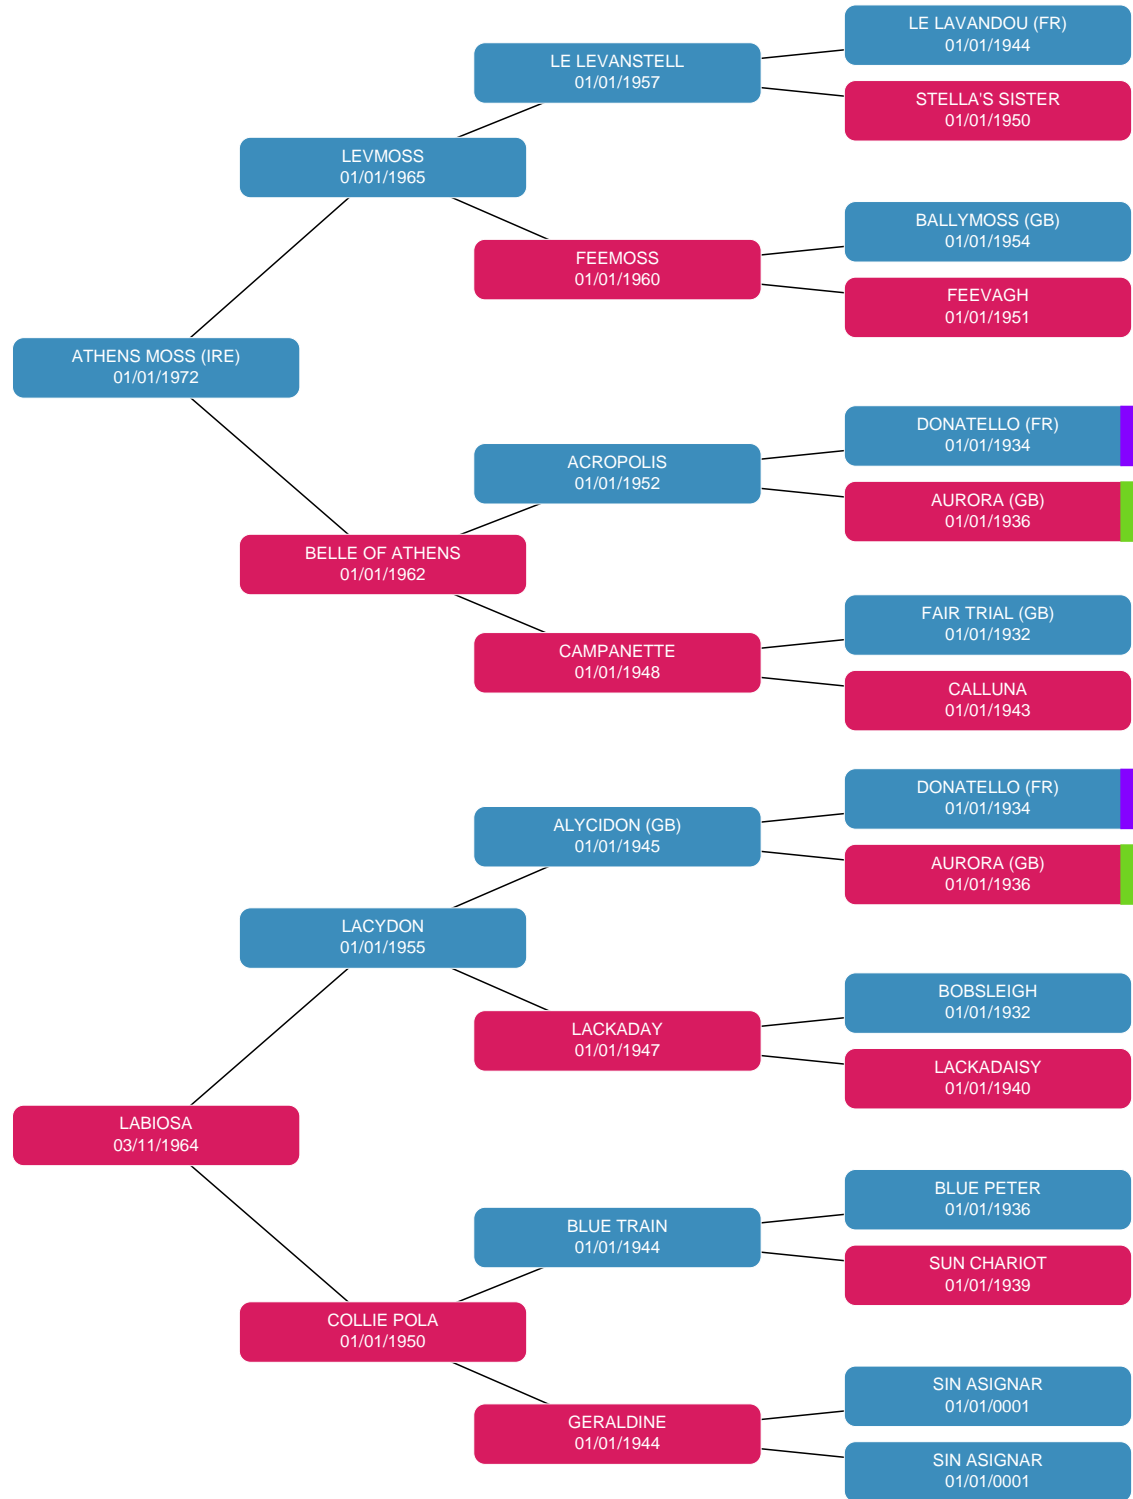 LE LAVANDOU (FR)
01/01/1944
LE LEVANSTELL
01/01/1957
STELLA'S SISTER
01/01/1950
LEVMOSS
01/01/1965
BALLYMOSS (GB)
01/01/1954
FEEMOSS
01/01/1960
FEEVAGH
01/01/1951
ATHENS MOSS (IRE)
01/01/1972
DONATELLO (FR)
01/01/1934
ACROPOLIS
01/01/1952
AURORA (GB)
01/01/1936
BELLE OF ATHENS
01/01/1962
FAIR TRIAL (GB)
01/01/1932
CAMPANETTE
01/01/1948
CALLUNA
01/01/1943
DONATELLO (FR)
01/01/1934
ALYCIDON (GB)
01/01/1945
AURORA (GB)
01/01/1936
LACYDON
01/01/1955
BOBSLEIGH
01/01/1932
LACKADAY
01/01/1947
LACKADAISY
01/01/1940
LABIOSA
03/11/1964
BLUE PETER
01/01/1936
BLUE TRAIN
01/01/1944
SUN CHARIOT
01/01/1939
COLLIE POLA
01/01/1950
SIN ASIGNAR
01/01/0001
GERALDINE
01/01/1944
SIN ASIGNAR
01/01/0001